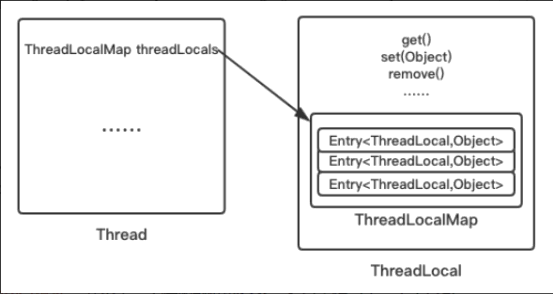 ThreadLocalMap threadLocals
......
Thread
get()
set(Object)
remove()
......
Entry<ThreadLocal,Object>
Entry<ThreadLocal,Object>
Entry<ThreadLocal,Object>
ThreadLocalMap
ThreadLocal